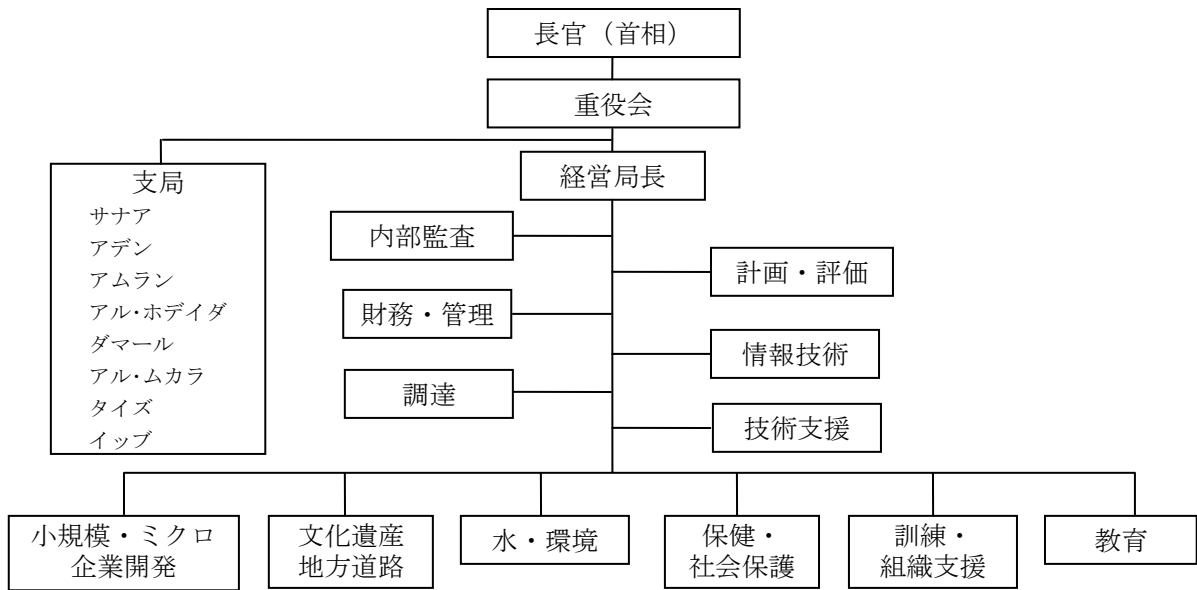 長官（首相）
重役会
経営局長
支局
サナア
アデン
アムラン
アル・ホデイダ
ダマール
アル・ムカラ
タイズ
イッブ
内部監査
計画・評価
財務・管理
情報技術
調達
技術支援
小規模・ミクロ
企業開発
文化遺産
地方道路
水・環境
保健・
社会保護
訓練・
組織支援
教育